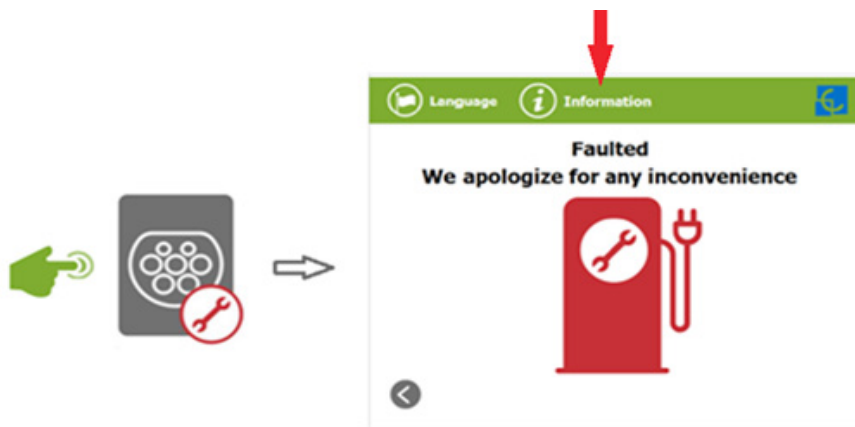 Language
Information
Faulted
We apologize for any inconvenience